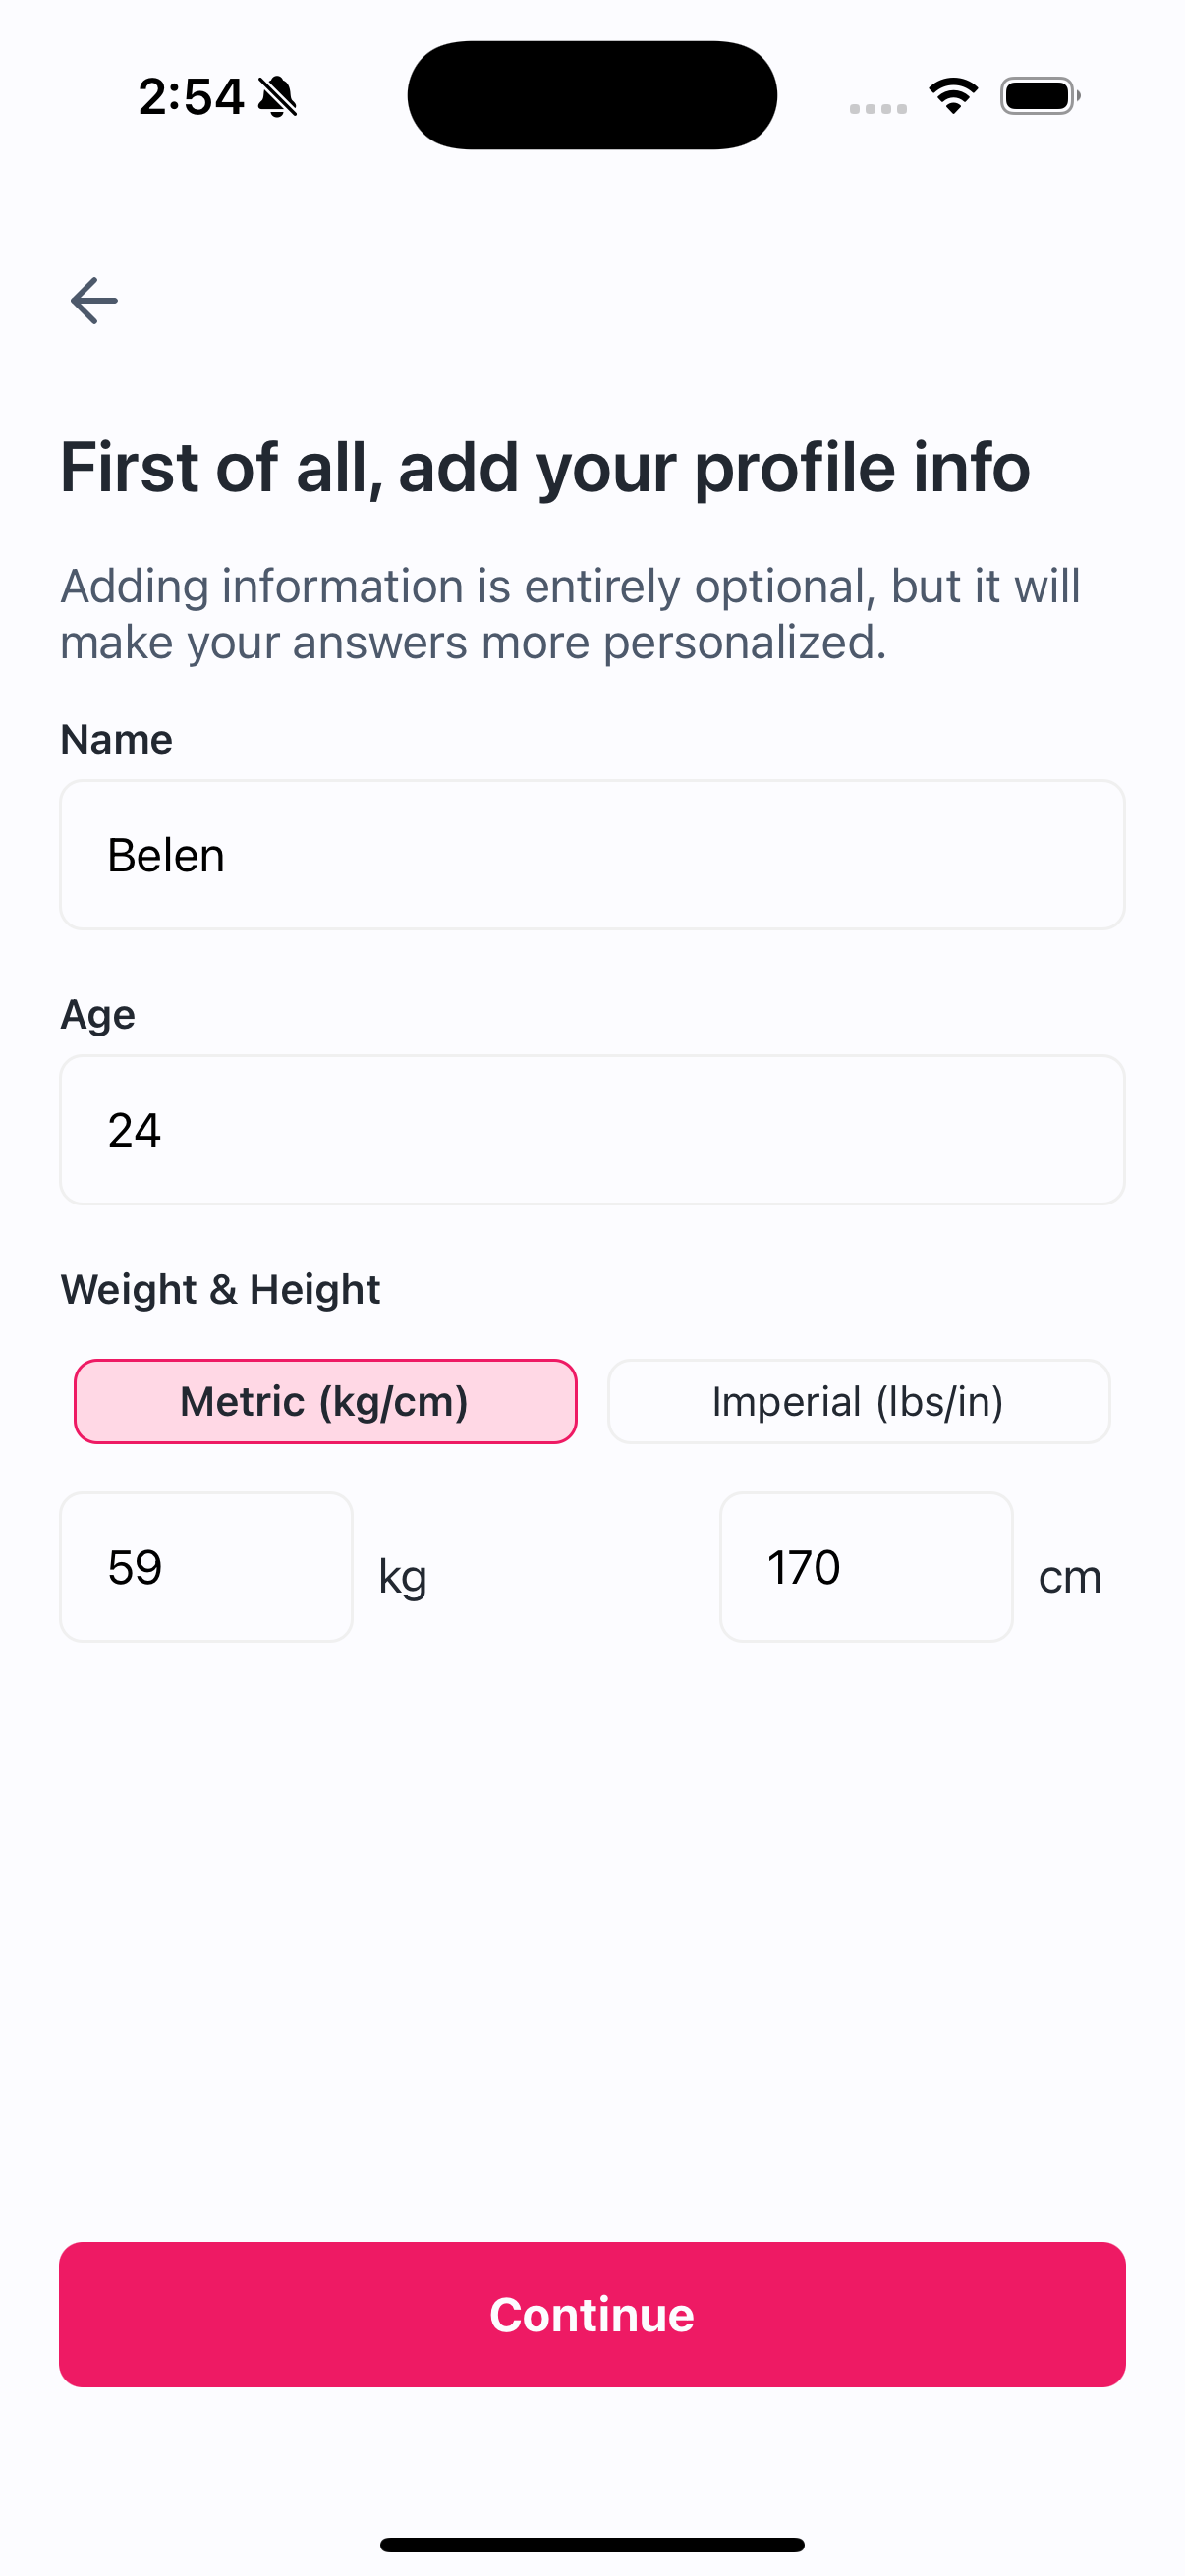 2:54
First of all, add your profile info
Adding information is entirely optional, but it will
make your answers more personalized.
Name
Belen
Age
24
Weight & Height
Metric (kg/cm) Imperial (lbs/in)
59 kg 170 cm
Continue